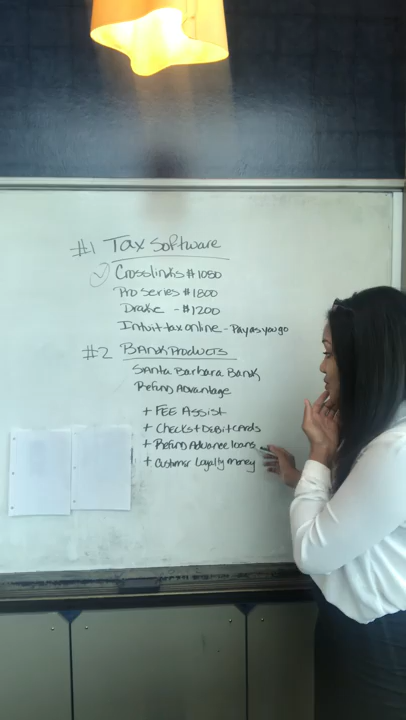 #1 Tax Software
Crosslinks $1080
Pro Series $1800
Drake - $1200
Intuit tax online - Pay as you go
#2 BANK PRODUCTS
SANTA BARBARA BANK
Refund ADVANTAGE
+ FEE ASSIST
+ CHECKS + DEBIT CARDS
+ Refund Advance loans
+ Customer Loyalty money